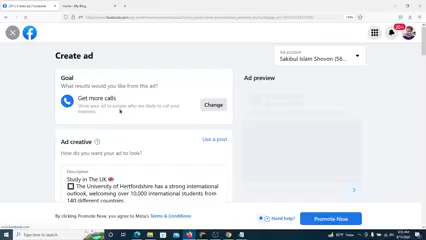 Home - My Blog
Create ad
Ad account
Sakibul Islam Shovon (58...
Goal
What results would you like from this ad?
Get more calls
Show your ad to people who are likely to call your business.
Change
Ad preview
Ad creative
Use a post
How do you want your ad to look?
Description
Study in The UK 🇬🇧
🔲 The University of Hertfordshire has a strong international
outlook, welcoming over 10,000 international students from
140 different countries
By clicking Promote Now, you agree to Meta's Terms & Conditions
Need help?
Promote Now
20+
Type here to search